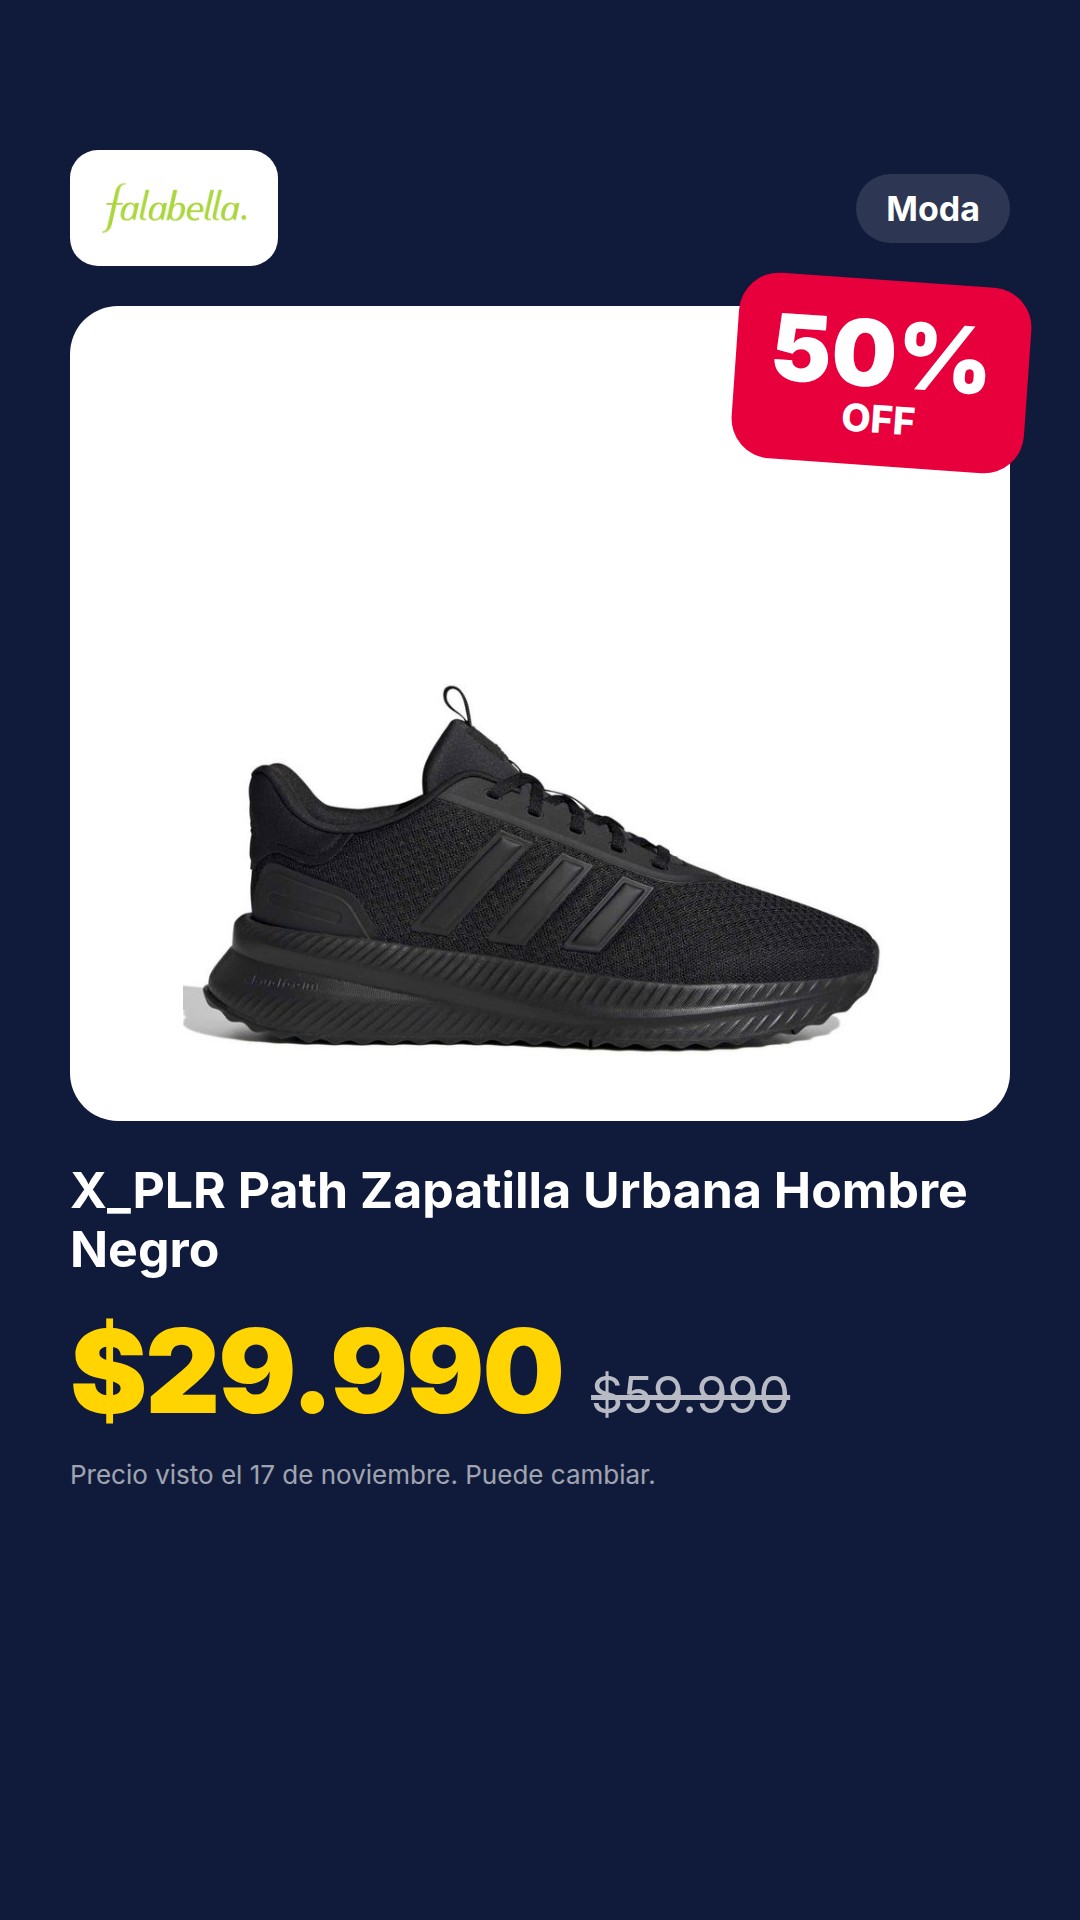 falabella.
Moda
50%
OFF
cloudfoam
X_PLR Path Zapatilla Urbana Hombre
Negro
$29.990 $59.990
Precio visto el 17 de noviembre. Puede cambiar.